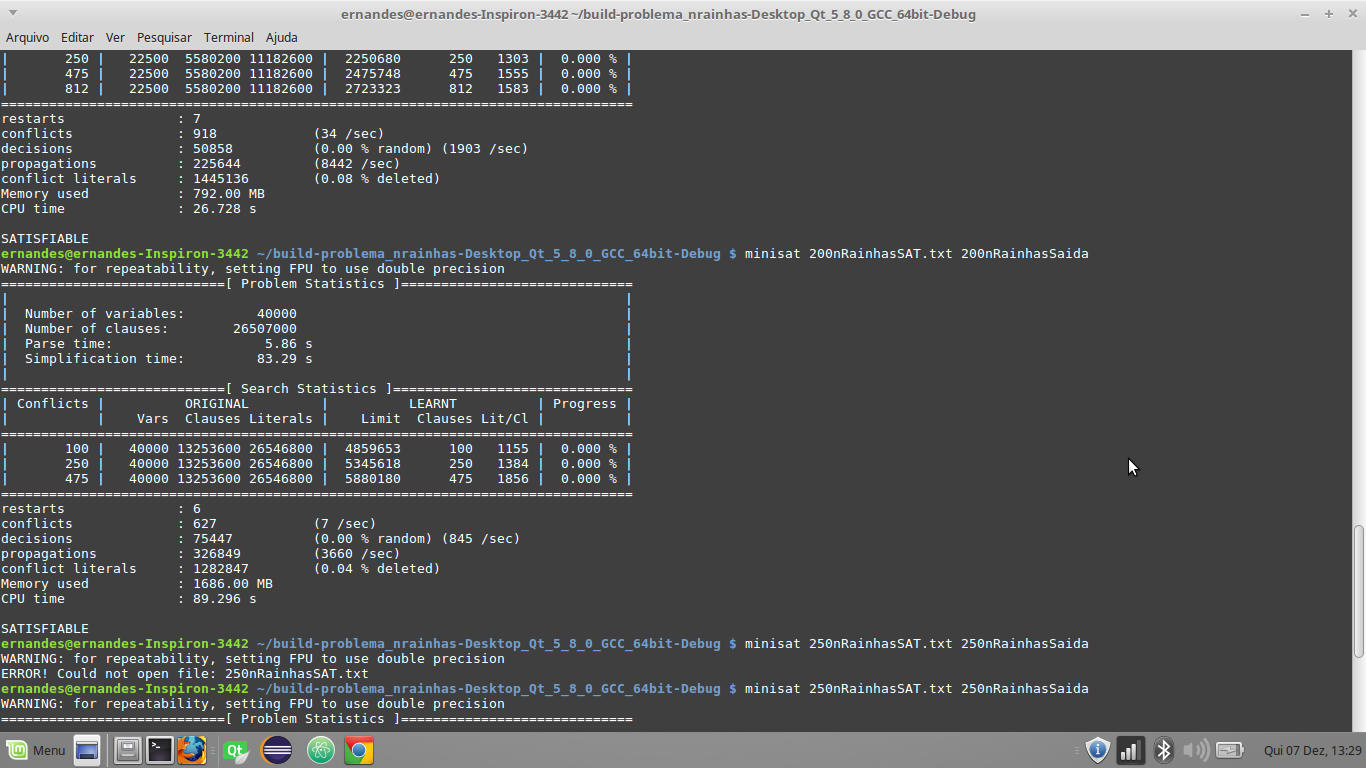 ernandes@ernandes-Inspiron-3442 ~/build-problema_nrainhas-Desktop_Qt_5_8_0_GCC_64bit-Debug
Arquivo Editar Ver Pesquisar Terminal Ajuda
|       250 |   22500  5580200 11182600 |  2250680      250   1303 |  0.000 % |
|       475 |   22500  5580200 11182600 |  2475748      475   1555 |  0.000 % |
|       812 |   22500  5580200 11182600 |  2723323      812   1583 |  0.000 % |
===============================================================================
restarts              : 7
conflicts             : 918            (34 /sec)
decisions             : 50858          (0.00 % random) (1903 /sec)
propagations          : 225644         (8442 /sec)
conflict literals     : 1445136        (0.08 % deleted)
Memory used           : 792.00 MB
CPU time              : 26.728 s
SATISFIABLE
ernandes@ernandes-Inspiron-3442 ~/build-problema_nrainhas-Desktop_Qt_5_8_0_GCC_64bit-Debug $ minisat 200nRainhasSAT.txt 200nRainhasSaida
WARNING: for repeatability, setting FPU to use double precision
============================[ Problem Statistics ]=============================
|                                                                             |
|  Number of variables:         40000                                         |
|  Number of clauses:        26507000                                         |
|  Parse time:                   5.86 s                                       |
|  Simplification time:         83.29 s                                       |
|                                                                             |
============================[ Search Statistics ]==============================
| Conflicts |          ORIGINAL         |          LEARNT          | Progress |
|           |    Vars  Clauses Literals |    Limit  Clauses Lit/Cl |          |
===============================================================================
|       100 |   40000 13253600 26546800 |  4859653      100   1155 |  0.000 % |
|       250 |   40000 13253600 26546800 |  5345618      250   1384 |  0.000 % |
|       475 |   40000 13253600 26546800 |  5880180      475   1856 |  0.000 % |
===============================================================================
restarts              : 6
conflicts             : 627            (7 /sec)
decisions             : 75447          (0.00 % random) (845 /sec)
propagations          : 326849         (3660 /sec)
conflict literals     : 1282847        (0.04 % deleted)
Memory used           : 1686.00 MB
CPU time              : 89.296 s
SATISFIABLE
ernandes@ernandes-Inspiron-3442 ~/build-problema_nrainhas-Desktop_Qt_5_8_0_GCC_64bit-Debug $ minisat 250nRainhasSAT.txt 250nRainhasSaida
WARNING: for repeatability, setting FPU to use double precision
ERROR! Could not open file: 250nRainhasSAT.txt
ernandes@ernandes-Inspiron-3442 ~/build-problema_nrainhas-Desktop_Qt_5_8_0_GCC_64bit-Debug $ minisat 250nRainhasSAT.txt 250nRainhasSaida
WARNING: for repeatability, setting FPU to use double precision
============================[ Problem Statistics ]=============================
Menu Qt Qui 07 Dez, 13:29